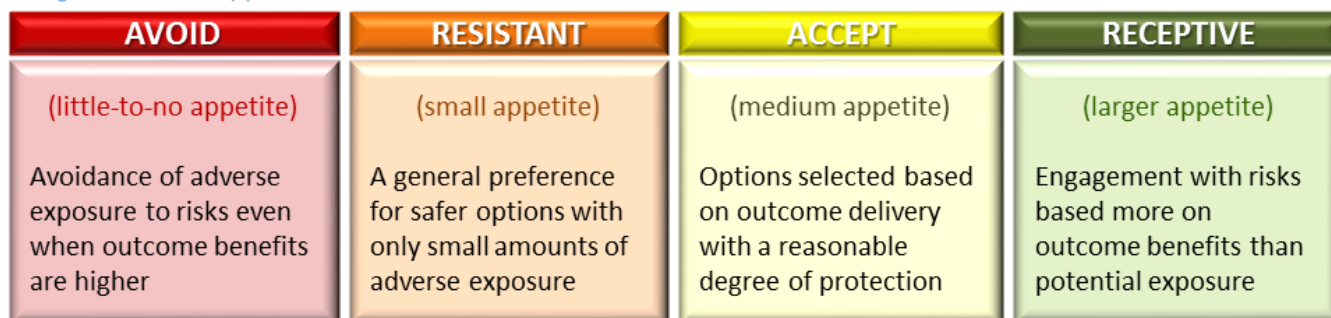 AVOID
(little-to-no appetite)
Avoidance of adverse
exposure to risks even
when outcome benefits
are higher
RESISTANT
(small appetite)
A general preference
for safer options with
only small amounts of
adverse exposure
ACCEPT
(medium appetite)
Options selected based
on outcome delivery
with a reasonable
degree of protection
RECEPTIVE
(larger appetite)
Engagement with risks
based more on
outcome benefits than
potential exposure